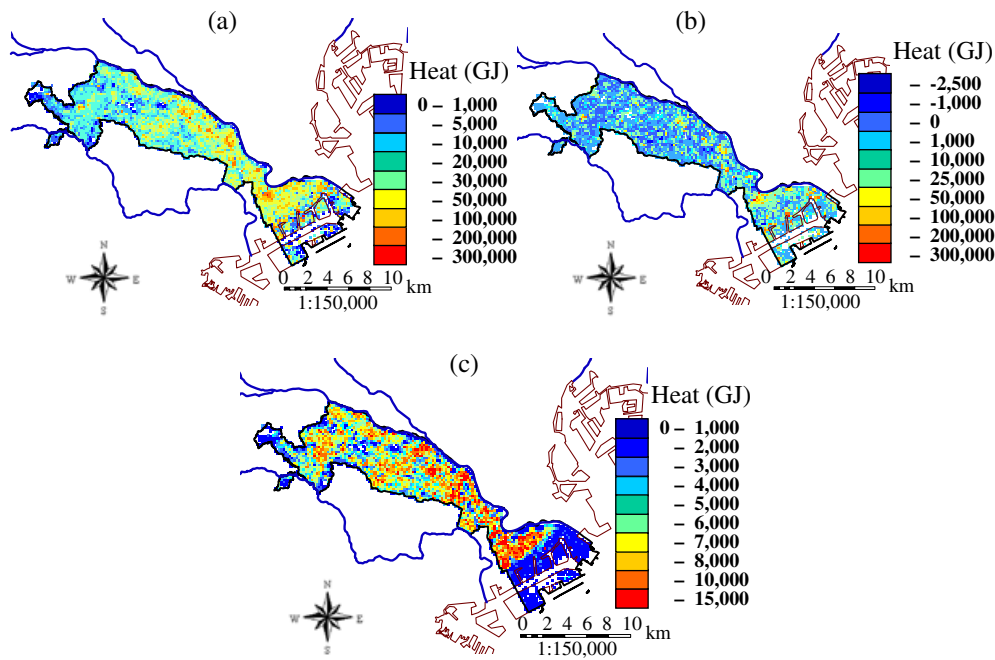 (a)
Heat (GJ)
0 – 1,000
– 5,000
– 10,000
– 20,000
– 30,000
– 50,000
– 100,000
– 200,000
– 300,000
N
W E
S
0 2 4 6 8 10
km
1:150,000
(b)
Heat (GJ)
– -2,500
– -1,000
– 0
– 1,000
– 10,000
– 25,000
– 50,000
– 100,000
– 200,000
– 300,000
N
W E
S
0 2 4 6 8 10
km
1:150,000
(c)
Heat (GJ)
0 – 1,000
– 2,000
– 3,000
– 4,000
– 5,000
– 6,000
– 7,000
– 8,000
– 10,000
– 15,000
N
W E
S
0 2 4 6 8 10
km
1:150,000